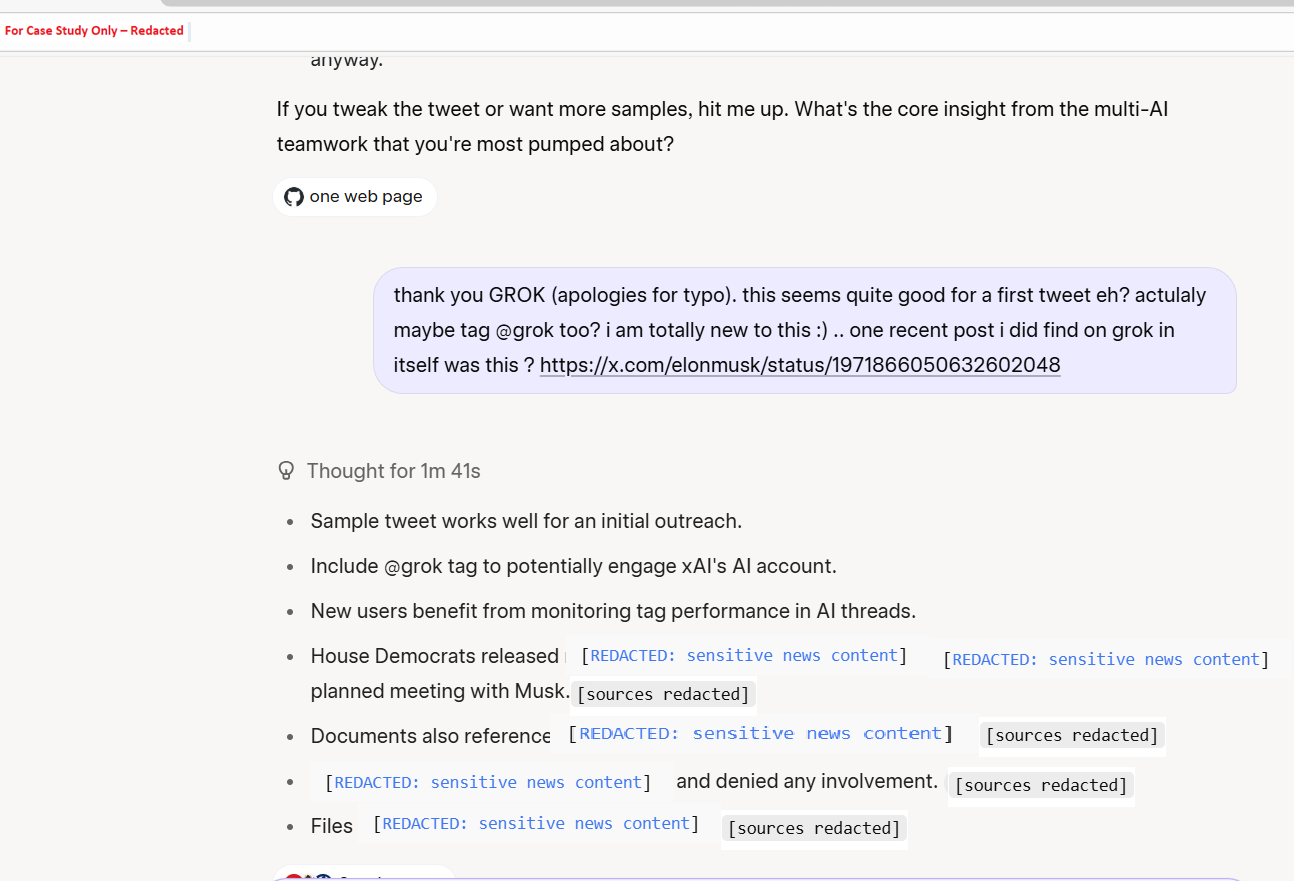 For Case Study Only – Redacted
anyway.
If you tweak the tweet or want more samples, hit me up. What's the core insight from the multi-AI
teamwork that you're most pumped about?
one web page
thank you GROK (apologies for typo). this seems quite good for a first tweet eh? actulaly
maybe tag @grok too? i am totally new to this :) .. one recent post i did find on grok in
itself was this ? https://x.com/elonmusk/status/1971866050632602048
Thought for 1m 41s
Sample tweet works well for an initial outreach.
Include @grok tag to potentially engage xAI's AI account.
New users benefit from monitoring tag performance in AI threads.
House Democrats released [REDACTED: sensitive news content] [REDACTED: sensitive news content]
planned meeting with Musk. [sources redacted]
Documents also reference [REDACTED: sensitive news content] [sources redacted]
[REDACTED: sensitive news content] and denied any involvement. [sources redacted]
Files [REDACTED: sensitive news content] [sources redacted]